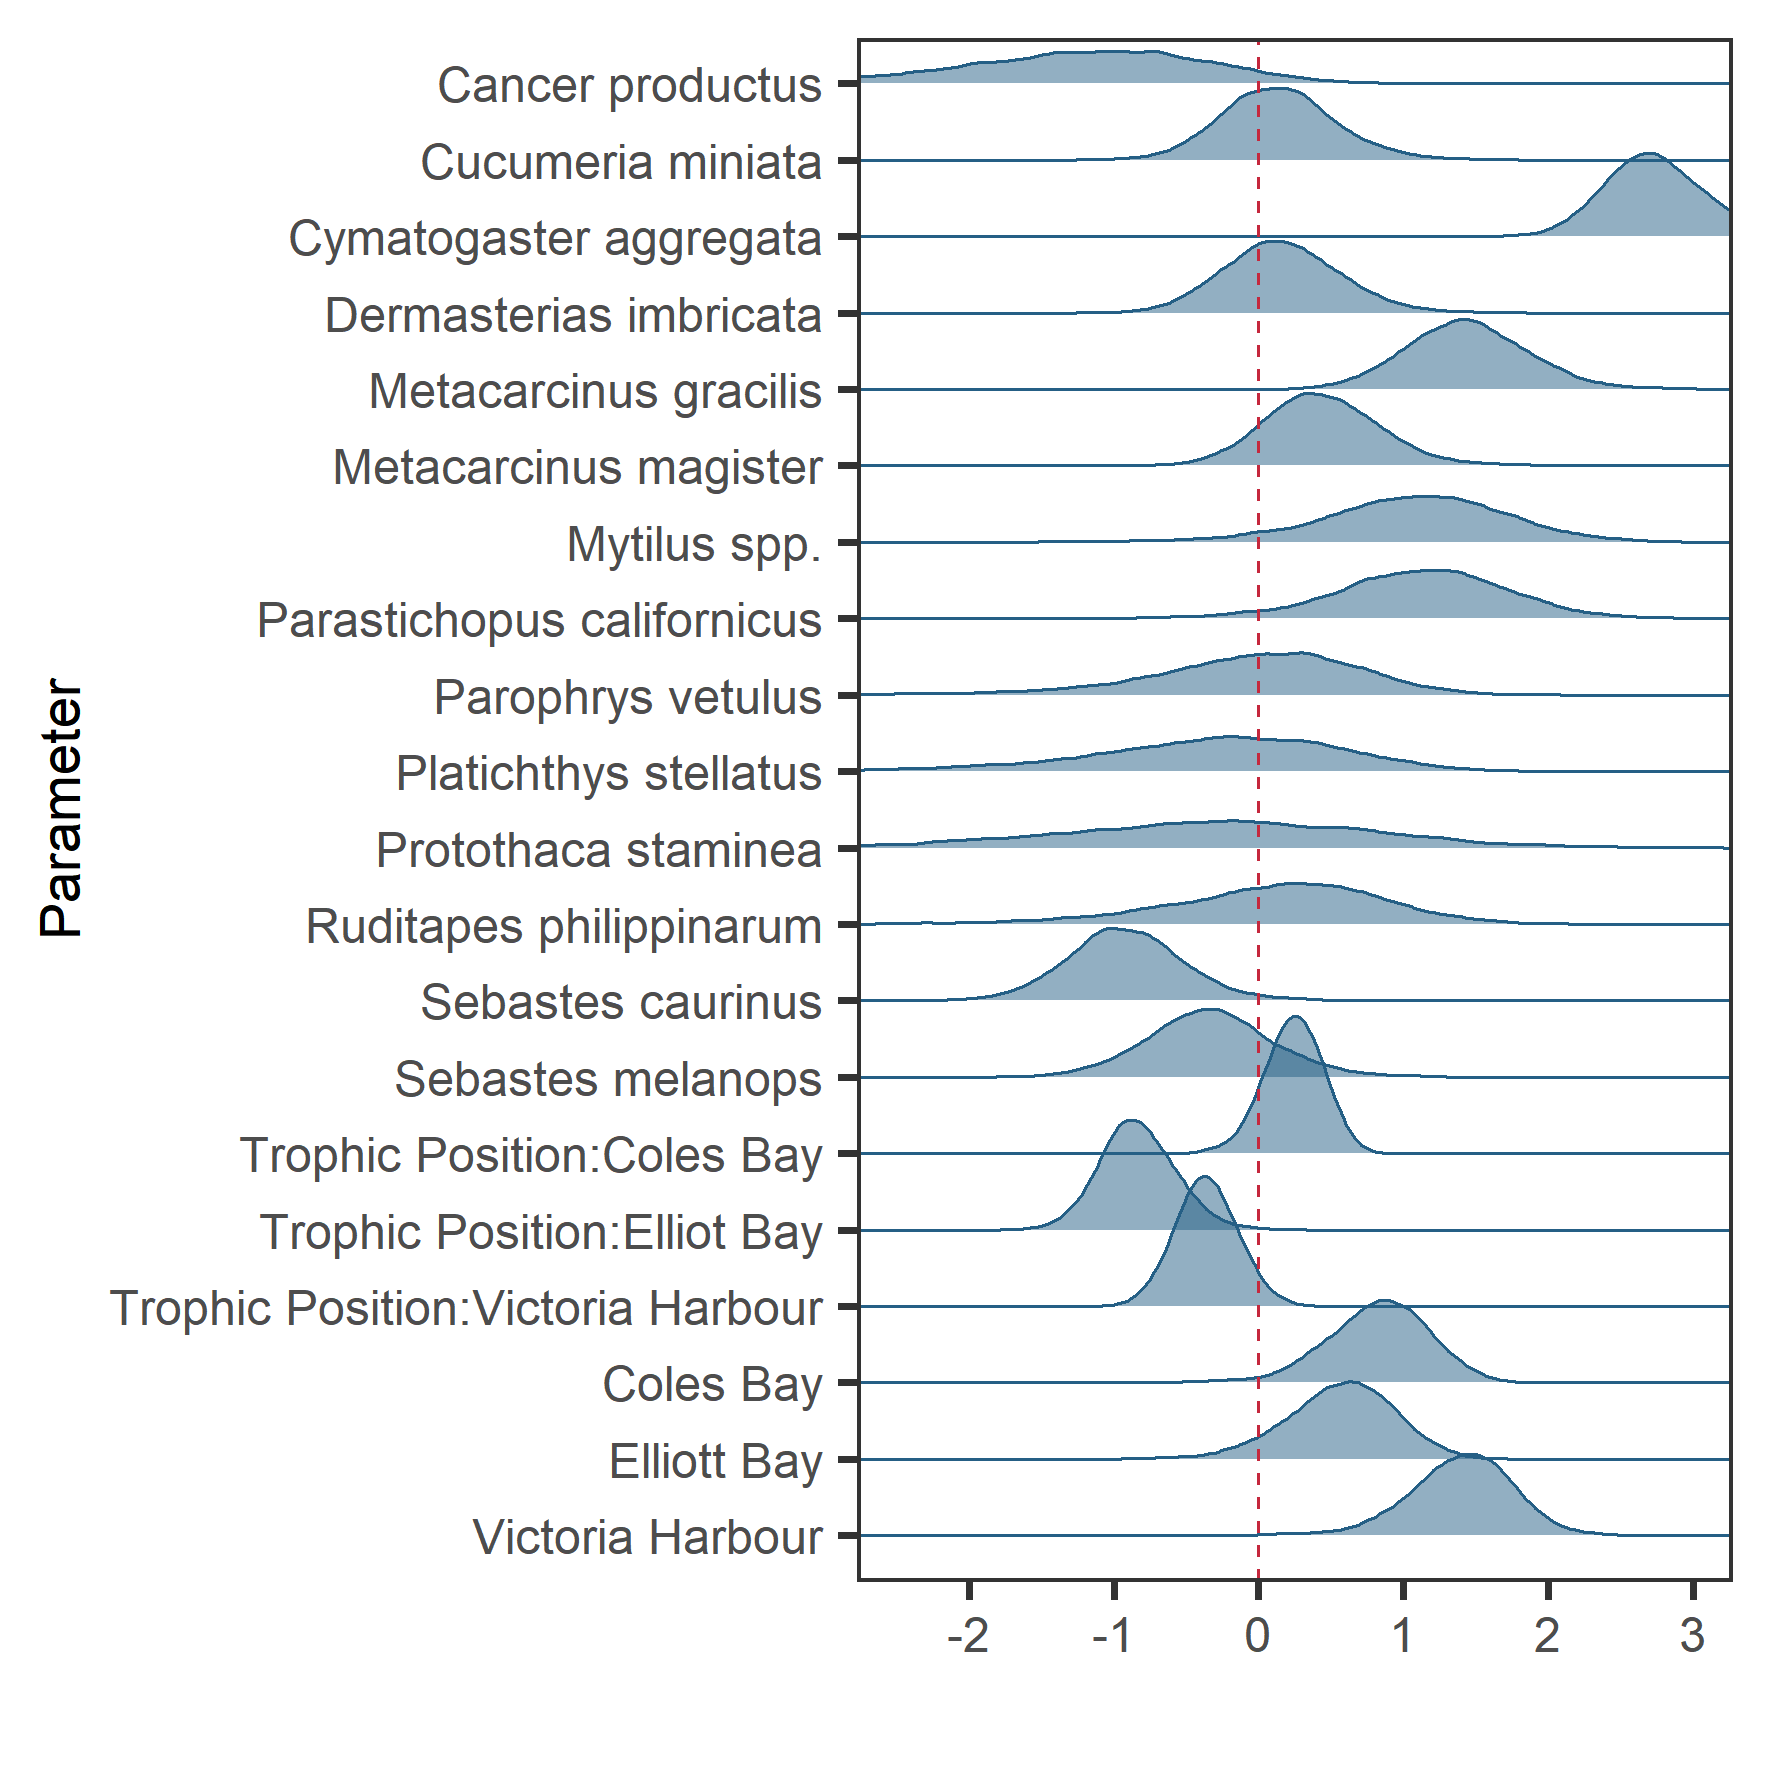 Parameter
Cancer productus
Cucumeria miniata
Cymatogaster aggregata
Dermasterias imbricata
Metacarcinus gracilis
Metacarcinus magister
Mytilus spp.
Parastichopus californicus
Parophrys vetulus
Platichthys stellatus
Protothaca staminea
Ruditapes philippinarum
Sebastes caurinus
Sebastes melanops
Trophic Position:Coles Bay
Trophic Position:Elliot Bay
Trophic Position:Victoria Harbour
Coles Bay
Elliott Bay
Victoria Harbour
-2 -1 0 1 2 3